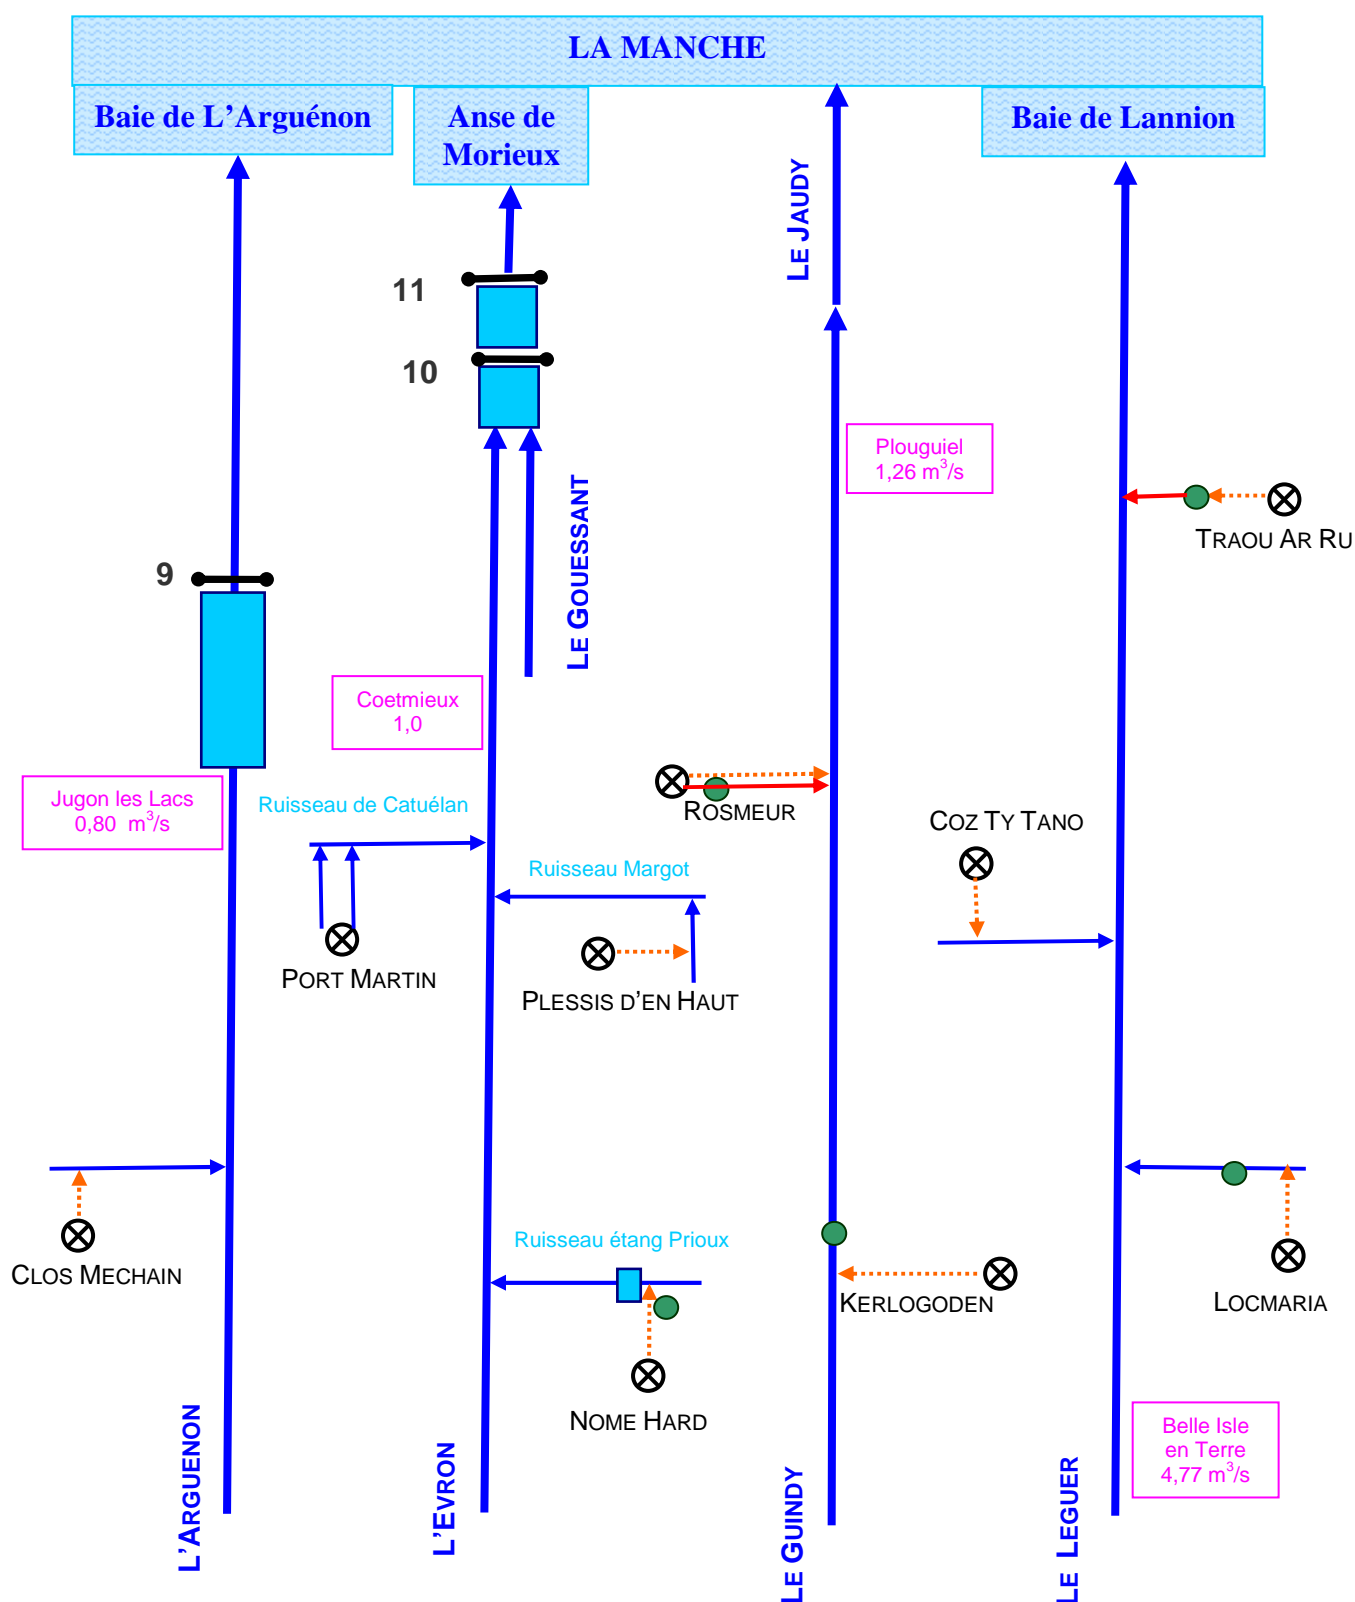 LA MANCHE
Baie de L'Arguénon
Anse de
Morieux
Baie de Lannion
LE JAUDY
11
10
Plouguiel
1,26 m³/s
LE GOUESSANT
TRAOU AR RU
9
Coetmieux
1,0
Jugon les Lacs
0,80 m³/s
Ruisseau de Catuélan
ROSMEUR
COZ TY TANO
Ruisseau Margot
PORT MARTIN
PLESSIS D'EN HAUT
CLOS MECHAIN
Ruisseau étang Prioux
KERLOGODEN
LOCMARIA
NOME HARD
Belle Isle
en Terre
4,77 m³/s
L'ARGUENON
L'EVRON
LE GUINDY
LE LEGUER